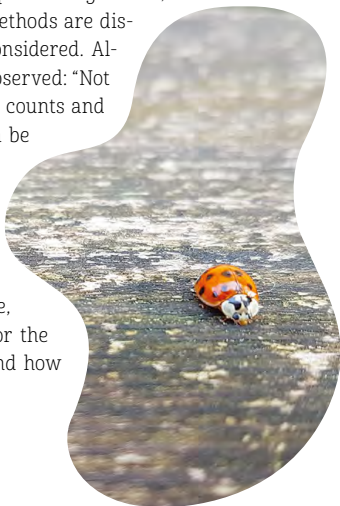 ethods are dis-
onsidered. Al-
bserved: “Not
counts and
be
e,
or the
nd how